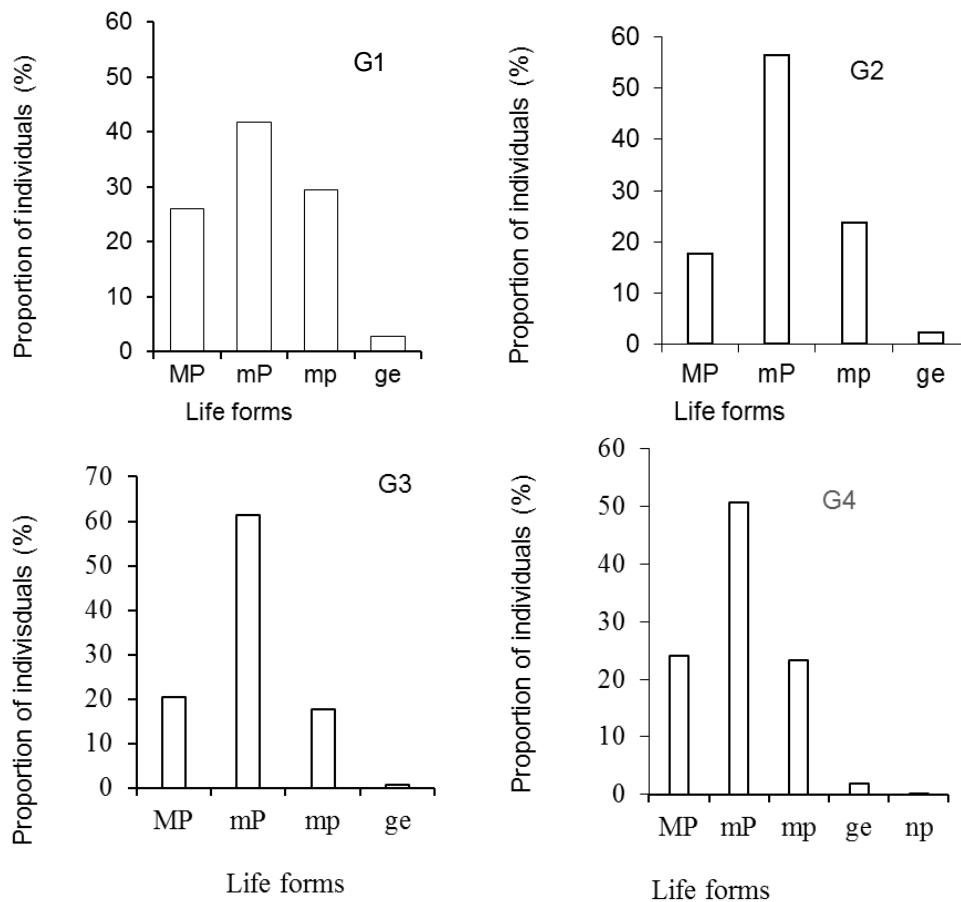 G1
Proportion of individuals (%)
60
50
40
30
20
10
0
MP mP mp ge
Life forms
G2
Proportion of individuals (%)
60
50
40
30
20
10
0
MP mP mp ge
Life forms
G3
Proportion of indivisduals (%)
70
60
50
40
30
20
10
0
MP mP mp ge
Life forms
G4
Proportion of individuals (%)
60
50
40
30
20
10
0
MP mP mp ge np
Life forms